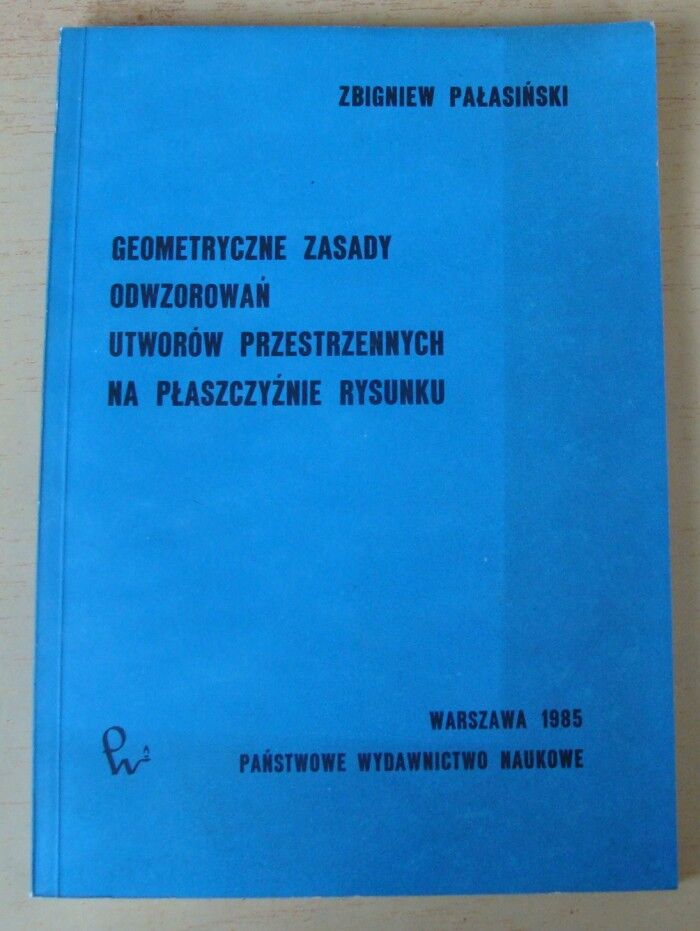 ZBIGNIEW PAŁASIŃSKI
GEOMETRYCZNE ZASADY
ODWZOROWAŃ
UTWORÓW PRZESTRZENNYCH
NA PŁASZCZYŹNIE RYSUNKU
WARSZAWA 1985
PAŃSTWOWE WYDAWNICTWO NAUKOWE